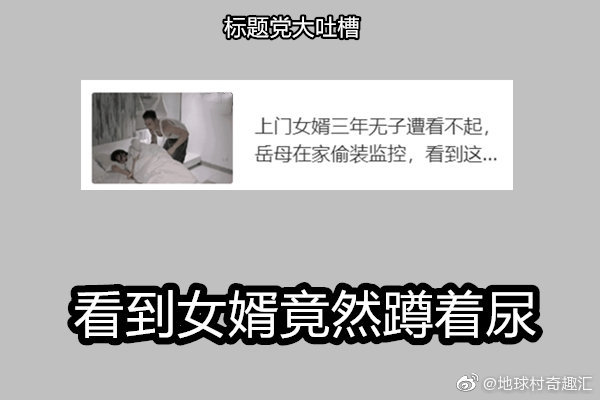 标题党大吐槽
上门女婿三年无子遭看不起，
岳母在家偷装监控，看到这...
看到女婿竟然蹲着尿
@地球村奇趣汇